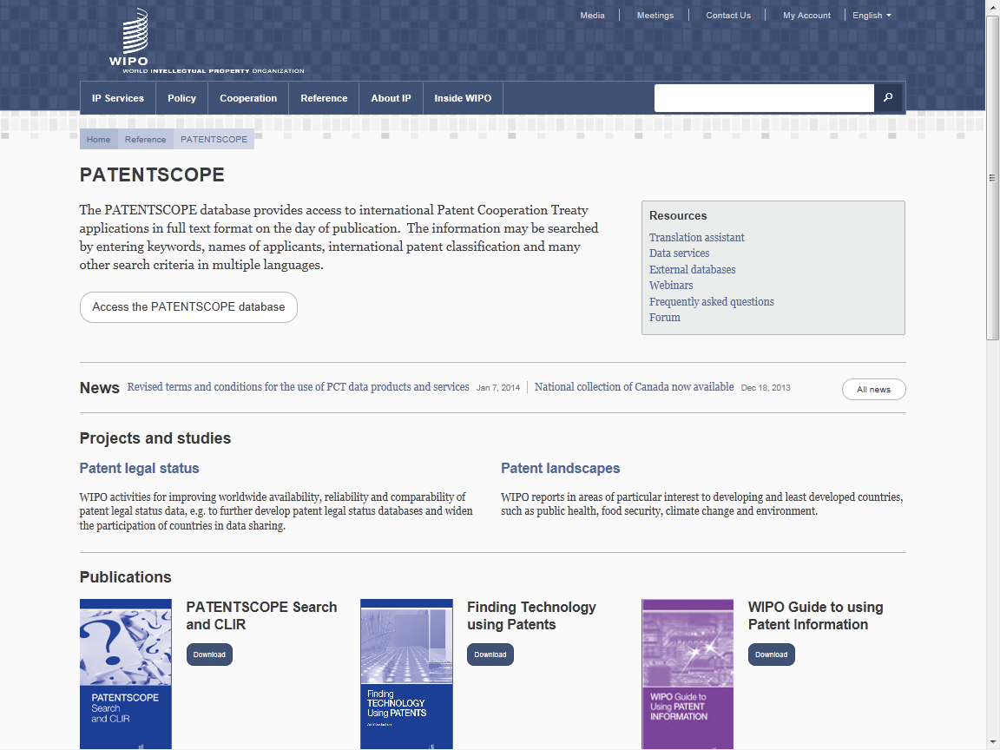 Media
Meetings
Contact Us
My Account
English
WIPO
WORLD INTELLECTUAL PROPERTY ORGANIZATION
IP Services
Policy
Cooperation
Reference
About IP
Inside WIPO
Home
Reference
PATENTSCOPE
PATENTSCOPE
The PATENTSCOPE database provides access to international Patent Cooperation Treaty
applications in full text format on the day of publication.  The information may be searched
by entering keywords, names of applicants, international patent classification and many
other search criteria in multiple languages.
Access the PATENTSCOPE database
Resources
Translation assistant
Data services
External databases
Webinars
Frequently asked questions
Forum
News
Revised terms and conditions for the use of PCT data products and services
Jan 7, 2014
National collection of Canada now available
Dec 18, 2013
All news
Projects and studies
Patent legal status
WIPO activities for improving worldwide availability, reliability and comparability of
patent legal status data, e.g. to further develop patent legal status databases and widen
the participation of countries in data sharing.
Patent landscapes
WIPO reports in areas of particular interest to developing and least developed countries,
such as public health, food security, climate change and environment.
Publications
PATENTSCOPE
Search
and CLIR
PATENTSCOPE Search
and CLIR
Download
Finding
TECHNOLOGY
Using PATENTS
An Introduction
Finding Technology
using Patents
Download
WIPO Guide to
Using PATENT
INFORMATION
WIPO Guide to using
Patent Information
Download